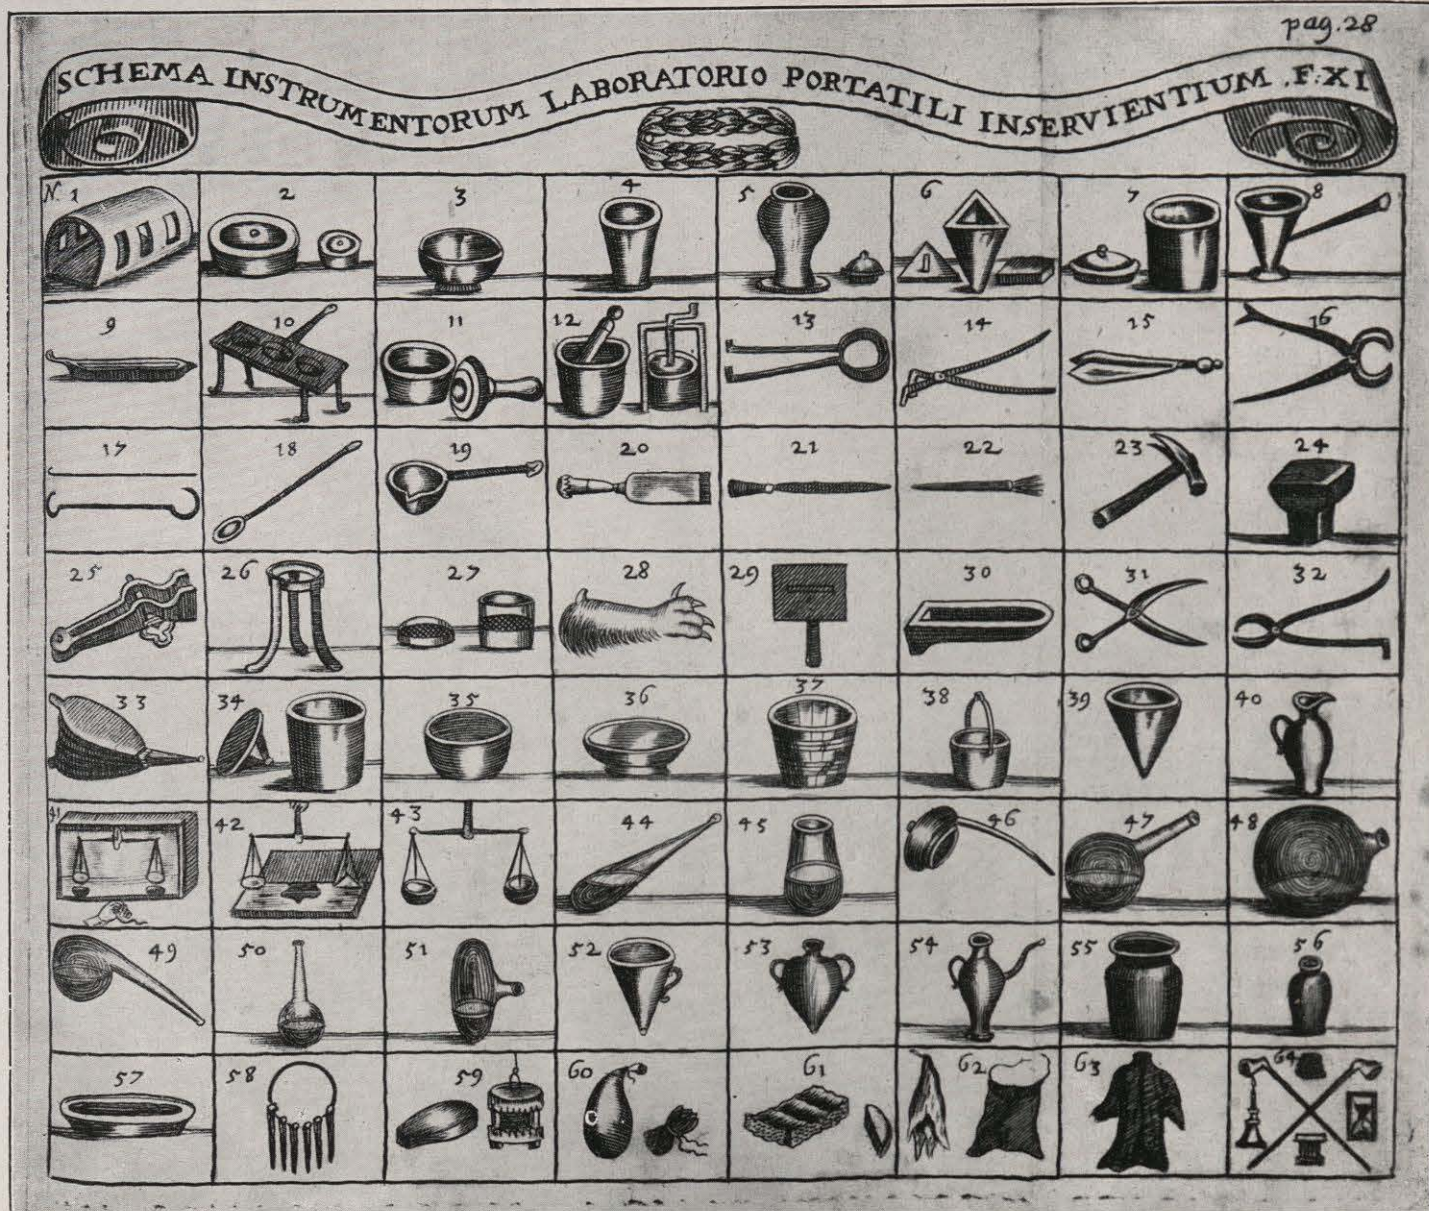 pag.28
SCHEMA INSTRUMENTORUM LABORATORIO PORTATILI INSERVIENTIUM .F:XI
N. 1 2 3 4 5 6 7 8
9 10 11 12 13 14 15 16
17 18 19 20 21 22 23 24
25 26 27 28 29 30 31 32
33 34 35 36 37 38 39 40
41 42 43 44 45 46 47 48
49 50 51 52 53 54 55 56
57 58 59 60 61 62 63 64